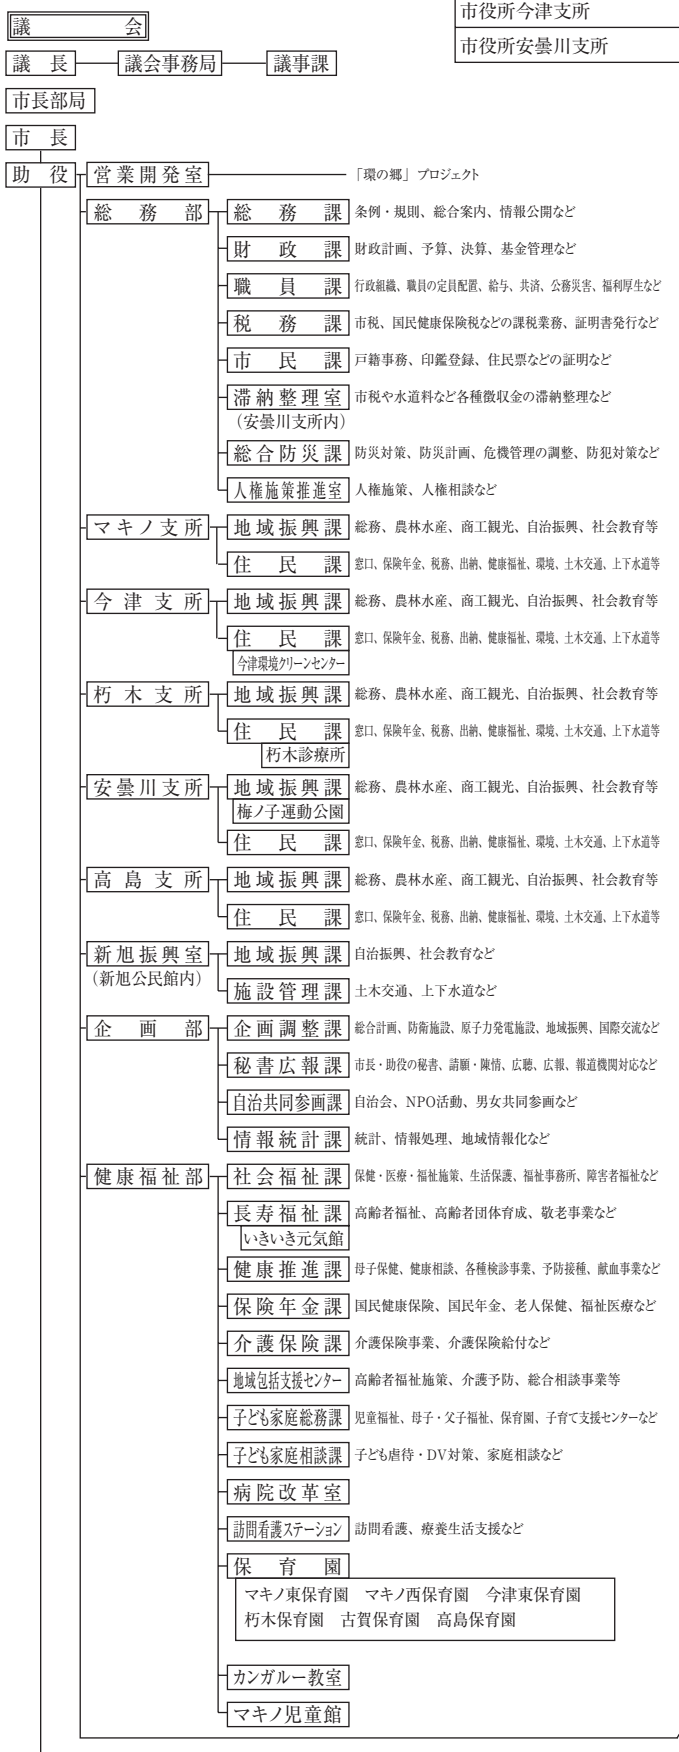 市役所今津支所
市役所安曇川支所
議会
議長 議会事務局 議事課
市長部局
市長
助役 営業開発室 「環の郷」プロジェクト
総務部 総務課 条例・規則、総合案内、情報公開など
財政課 財政計画、予算、決算、基金管理など
職員課 行政組織、職員の定員配置、給与、共済、公務災害、福利厚生など
税務課 市税、国民健康保険税などの課税業務、証明書発行など
市民課 戸籍事務、印鑑登録、住民票などの証明など
滞納整理室 市税や水道料など各種徴収金の滞納整理など
（安曇川支所内）
総合防災課 防災対策、防災計画、危機管理の調整、防犯対策など
人権施策推進室 人権施策、人権相談など
マキノ支所 地域振興課 総務、農林水産、商工観光、自治振興、社会教育等
住民課 窓口、保険年金、税務、出納、健康福祉、環境、土木交通、上下水道等
今津支所 地域振興課 総務、農林水産、商工観光、自治振興、社会教育等
住民課 窓口、保険年金、税務、出納、健康福祉、環境、土木交通、上下水道等
今津環境クリーンセンター
朽木支所 地域振興課 総務、農林水産、商工観光、自治振興、社会教育等
住民課 窓口、保険年金、税務、出納、健康福祉、環境、土木交通、上下水道等
朽木診療所
安曇川支所 地域振興課 総務、農林水産、商工観光、自治振興、社会教育等
梅ノ子運動公園
住民課 窓口、保険年金、税務、出納、健康福祉、環境、土木交通、上下水道等
高島支所 地域振興課 総務、農林水産、商工観光、自治振興、社会教育等
住民課 窓口、保険年金、税務、出納、健康福祉、環境、土木交通、上下水道等
新旭振興室 地域振興課 自治振興、社会教育など
（新旭公民館内）
施設管理課 土木交通、上下水道など
企画部 企画調整課 総合計画、防衛施設、原子力発電施設、地域振興、国際交流など
秘書広報課 市長・助役の秘書、請願・陳情、広聴、広報、報道機関対応など
自治共同参画課 自治会、NPO活動、男女共同参画など
情報統計課 統計、情報処理、地域情報化など
健康福祉部 社会福祉課 保健・医療・福祉施策、生活保護、福祉事務所、障害者福祉など
長寿福祉課 高齢者福祉、高齢者団体育成、敬老事業など
いきいき元気館
健康推進課 母子保健、健康相談、各種検診事業、予防接種、献血事業など
保険年金課 国民健康保険、国民年金、老人保健、福祉医療など
介護保険課 介護保険事業、介護保険給付など
地域包括支援センター 高齢者福祉施策、介護予防、総合相談事業等
子ども家庭総務課 児童福祉、母子・父子福祉、保育園、子育て支援センターなど
子ども家庭相談課 子ども虐待・DV対策、家庭相談など
病院改革室
訪問看護ステーション 訪問看護、療養生活支援など
保育園
マキノ東保育園 マキノ西保育園 今津東保育園
朽木保育園 古賀保育園 高島保育園
カンガルー教室
マキノ児童館